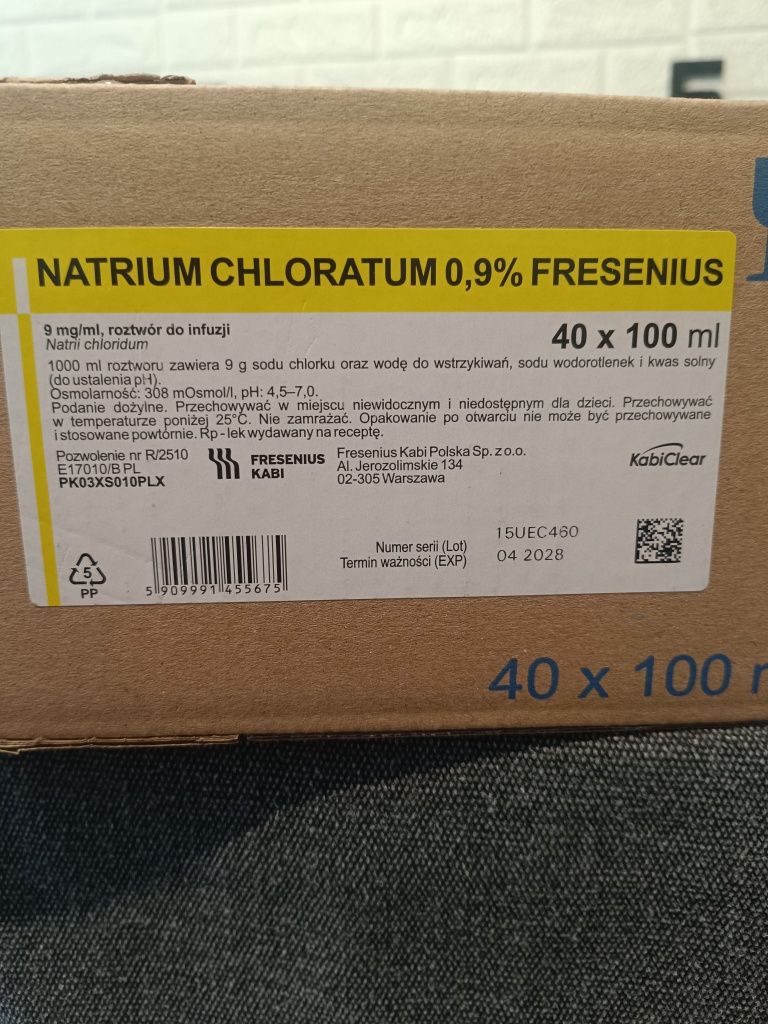 NATRIUM CHLORATUM 0,9% FRESENIUS
9 mg/ml, roztwór do infuzji
Natrii chloridum
40 x 100 ml
1000 ml roztworu zawiera 9 g sodu chlorku oraz wodę do wstrzykiwań, sodu wodorotlenek i kwas solny
(do ustalenia pH).
Osmolarność: 308 mOsmol/l, pH: 4,5–7,0.
Podanie dożylne. Przechowywać w miejscu niewidocznym i niedostępnym dla dzieci. Przechowywać
w temperaturze poniżej 25°C. Nie zamrażać. Opakowanie po otwarciu nie może być przechowywane
i stosowane powtórnie. Rp - lek wydawany na receptę.
Pozwolenie nr R/2510
E17010/B PL
PK03XS010PLX
FRESENIUS
KABI
Fresenius Kabi Polska Sp. z o.o.
Al. Jerozolimskie 134
02-305 Warszawa
KabiClear
5
PP
5 909991 455675
Numer serii (Lot) 15UEC460
Termin ważności (EXP) 04 2028
40 x 100